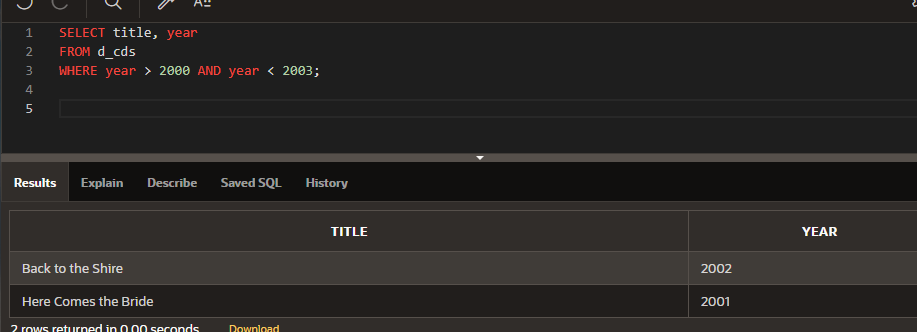 A
1 SELECT title, year
2 FROM d_cds
3 WHERE year > 2000 AND year < 2003;
4
5
Results Explain Describe Saved SQL History
TITLE YEAR
Back to the Shire 2002
Here Comes the Bride 2001
2 rows returned in 0.00 seconds Download